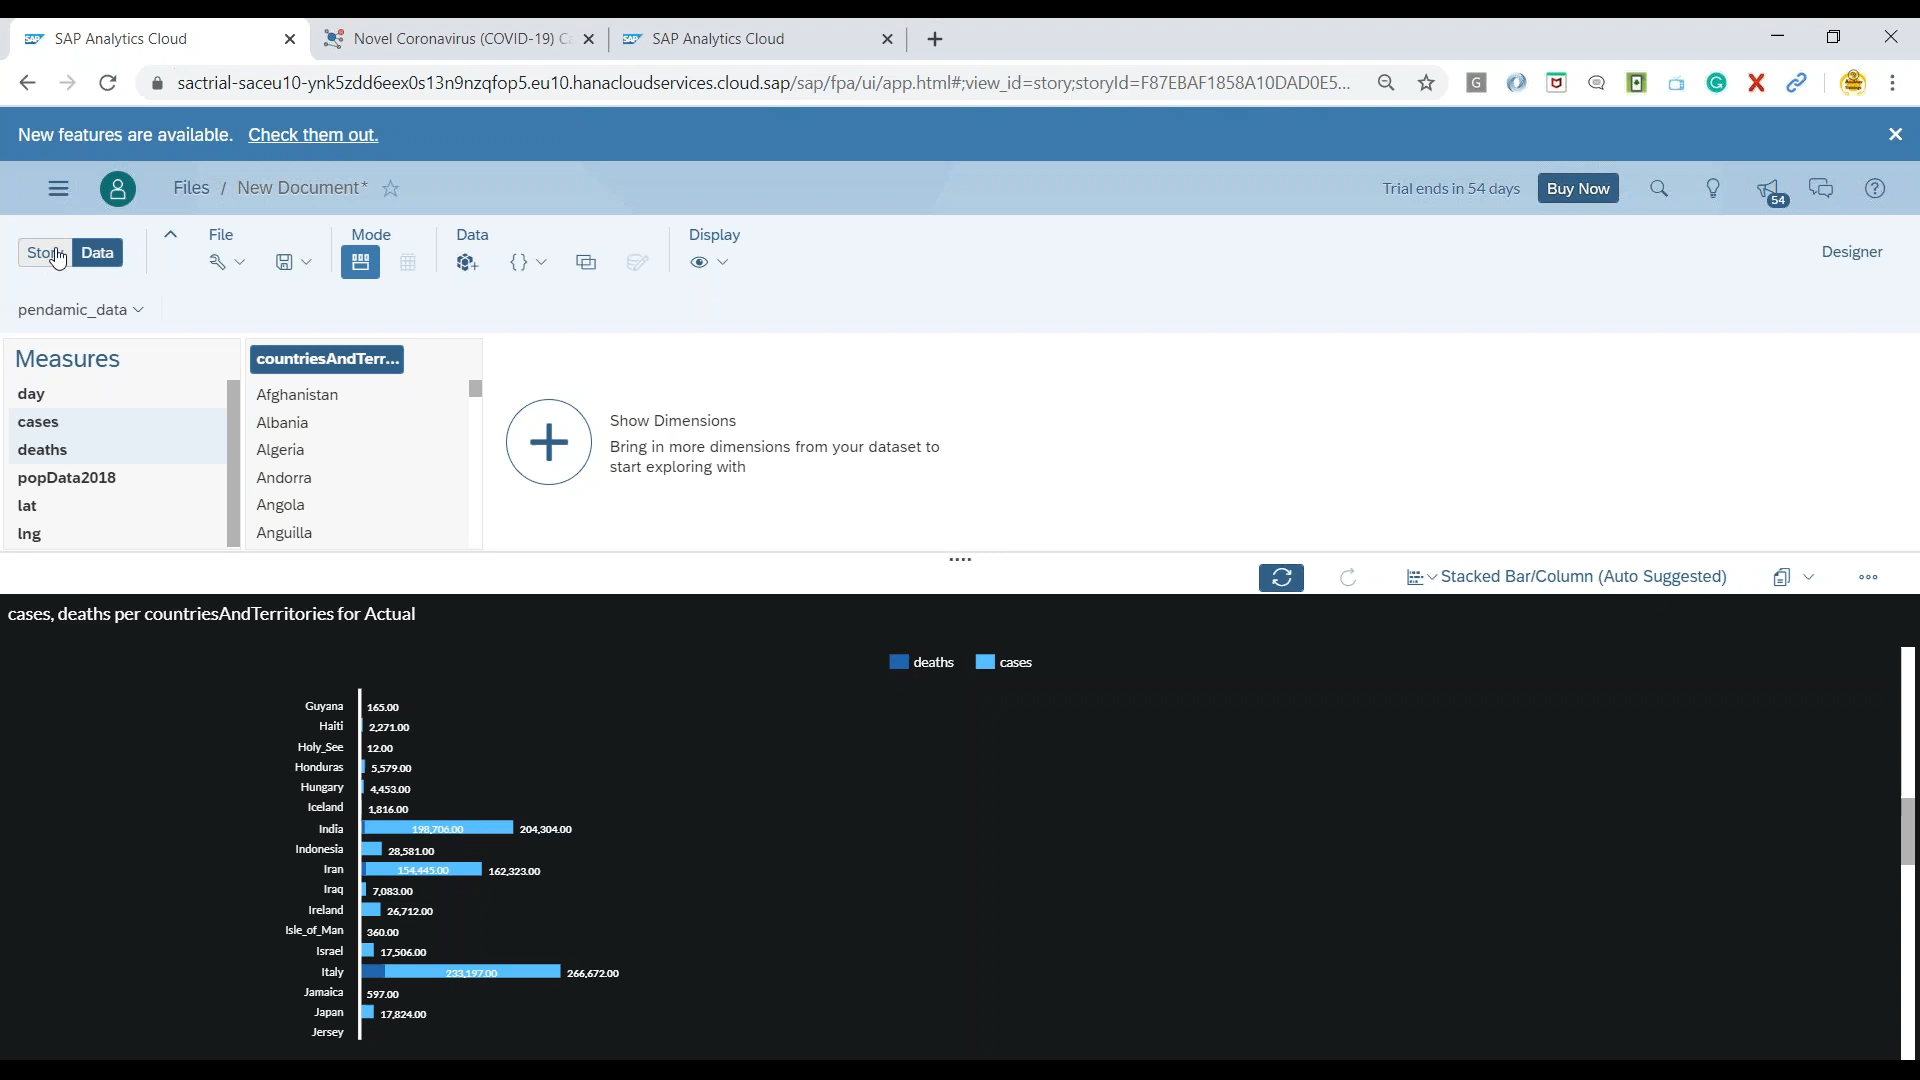 SAP SAP Analytics Cloud
Novel Coronavirus (COVID-19) Ca
SAP SAP Analytics Cloud
sactrial-saceu10-ynk5zdd6eex0s13n9nzqfop5.eu10.hanacloudservices.cloud.sap/sap/fpa/ui/app.html#;view_id=story;storyId=F87EBAF1858A10DAD0E5...
New features are available. Check them out.
Files / New Document*
Trial ends in 54 days
Buy Now
54
Story Data
File
Mode
Data
Display
Designer
pendamic_data
Measures
day
cases
deaths
popData2018
lat
lng
countriesAndTerr...
Afghanistan
Albania
Algeria
Andorra
Angola
Anguilla
Show Dimensions
Bring in more dimensions from your dataset to
start exploring with
Stacked Bar/Column (Auto Suggested)
cases, deaths per countriesAndTerritories for Actual
deaths cases
Guyana 165.00
Haiti 2,271.00
Holy_See 12.00
Honduras 5,579.00
Hungary 4,453.00
Iceland 1,816.00
India 198,706.00 204,304.00
Indonesia 28,581.00
Iran 154,445.00 162,323.00
Iraq 7,083.00
Ireland 26,712.00
Isle_of_Man 360.00
Israel 17,506.00
Italy 233,197.00 266,672.00
Jamaica 597.00
Japan 17,824.00
Jersey